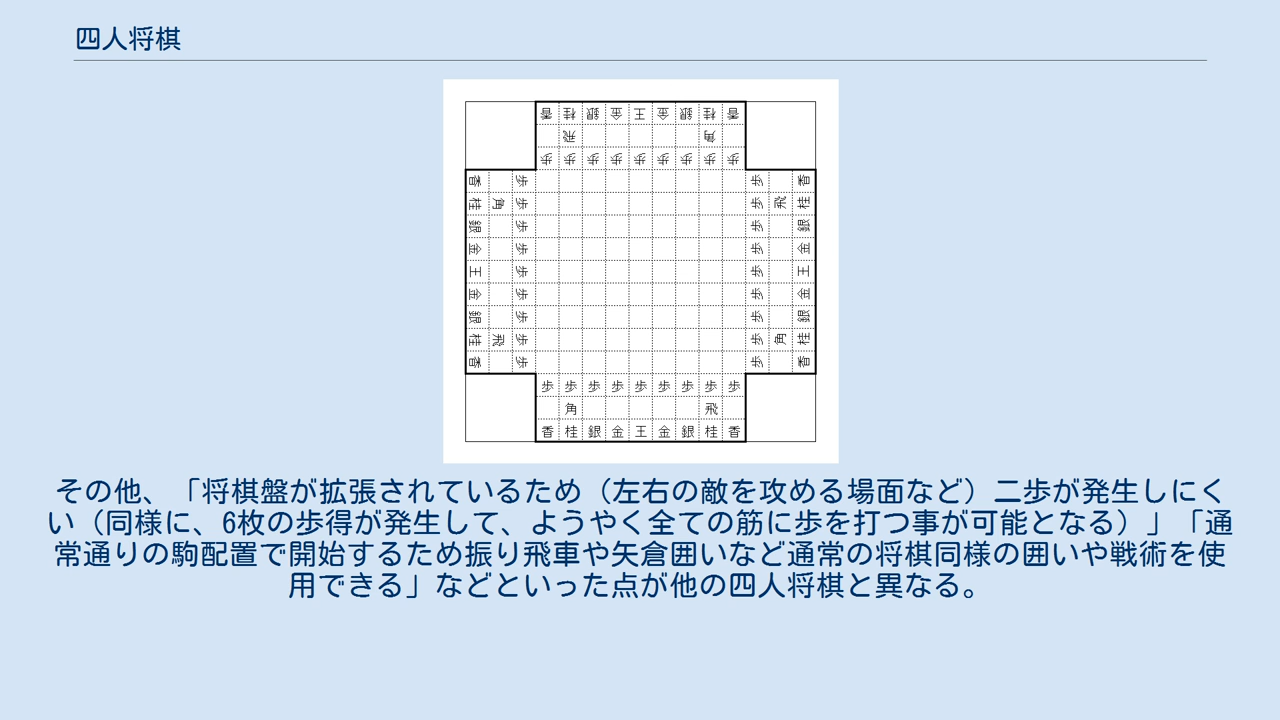 四人将棋
香 桂 銀 金 王 金 銀 桂 香
飛 角
歩 歩 歩 歩 歩 歩 歩 歩 歩
香 歩 歩 香
桂 角 歩 歩 飛 桂
銀 歩 歩 銀
金 歩 歩 金
王 歩 歩 王
金 歩 歩 金
銀 歩 歩 銀
桂 飛 歩 歩 角 桂
香 歩 歩 香
歩 歩 歩 歩 歩 歩 歩 歩 歩
角 飛
香 桂 銀 金 王 金 銀 桂 香
その他、「将棋盤が拡張されているため（左右の敵を攻める場面など）二歩が発生しにく
い（同様に、6枚の歩得が発生して、ようやく全ての筋に歩を打つ事が可能となる）」「通
常通りの駒配置で開始するため振り飛車や矢倉囲いなど通常の将棋同様の囲いや戦術を使
用できる」などといった点が他の四人将棋と異なる。